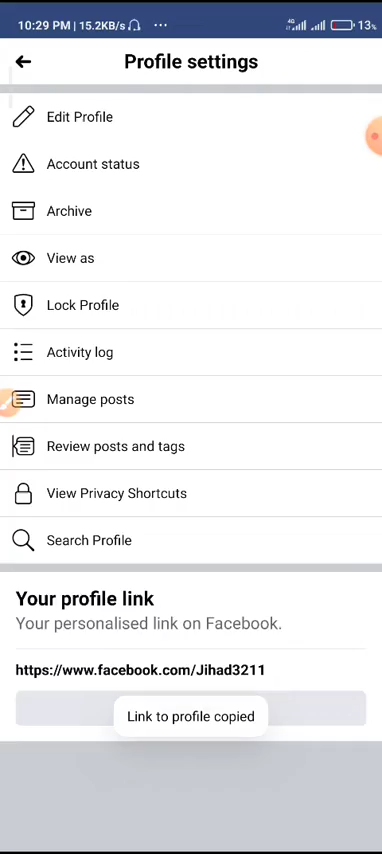 10:29 PM | 15.2KB/s ... 4G 13%
Profile settings
Edit Profile
Account status
Archive
View as
Lock Profile
Activity log
Manage posts
Review posts and tags
View Privacy Shortcuts
Search Profile
Your profile link
Your personalised link on Facebook.
https://www.facebook.com/Jihad3211
Link to profile copied